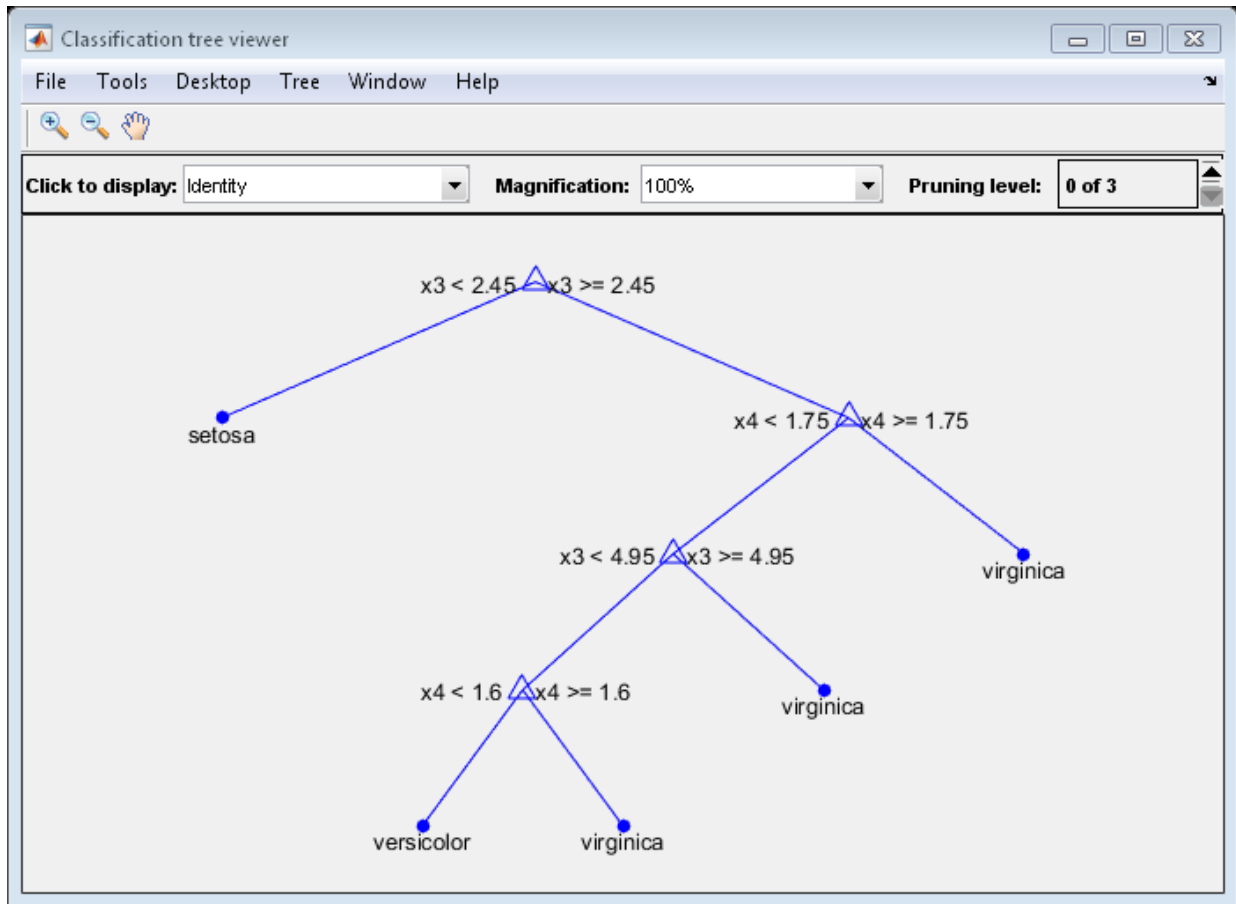 Classification tree viewer
File Tools Desktop Tree Window Help
Click to display: Identity Magnification: 100% Pruning level: 0 of 3
x3 < 2.45 x3 >= 2.45
setosa
x4 < 1.75 x4 >= 1.75
x3 < 4.95 x3 >= 4.95
virginica
x4 < 1.6 x4 >= 1.6
virginica
versicolor
virginica